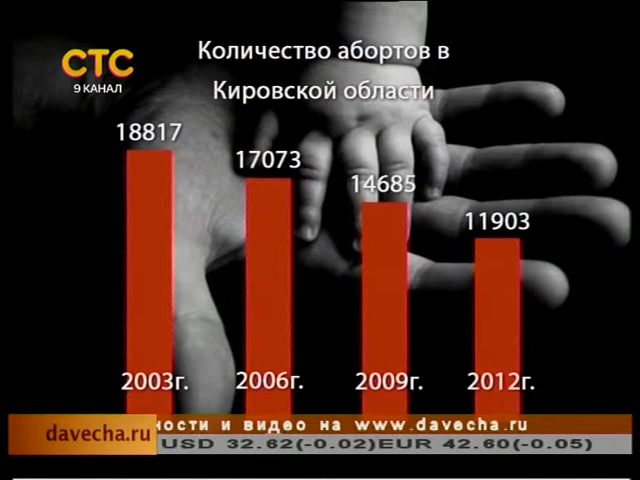 СТС
9 КАНАЛ
Количество абортов в
Кировской области
18817
17073
14685
11903
2003г.
2006г.
2009г.
2012г.
davecha.ru
ности и видео на www.davecha.ru
USD 32.62(-0.02)EUR 42.60(-0.05)